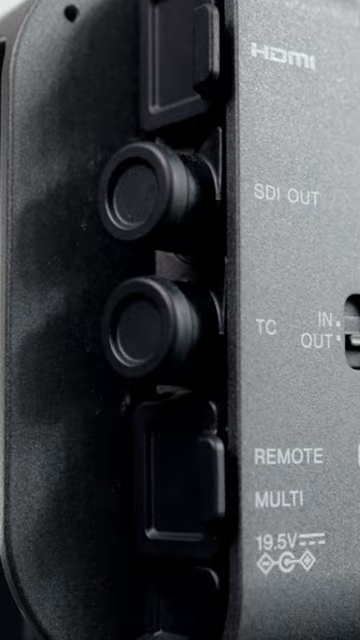 HDMI
SDI OUT
TC IN
OUT
REMOTE
MULTI
19.5V